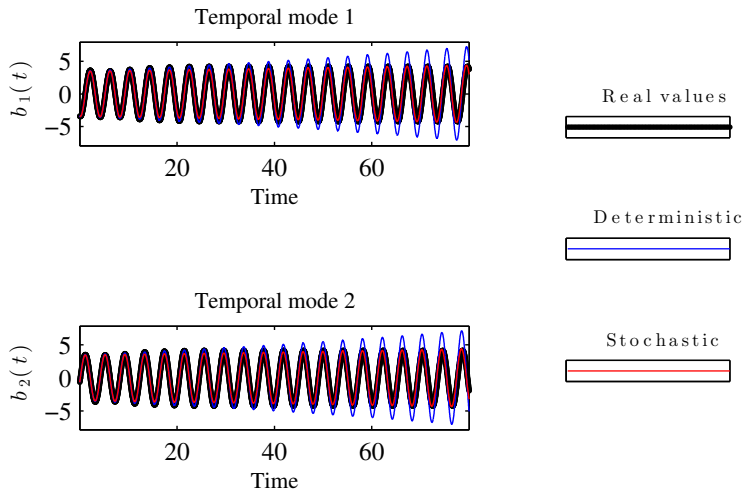 Temporal mode 1
5
0
−5
b1(t)
20 40 60
Time
Real values
Deterministic
Stochastic
Temporal mode 2
5
0
−5
b2(t)
20 40 60
Time